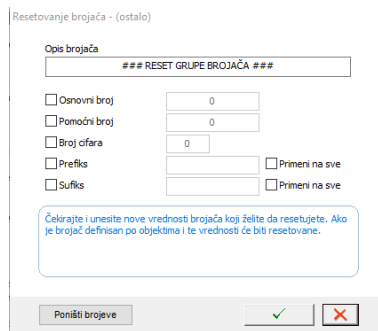 Resetovanje brojača - (ostalo)
Opis brojača
### RESET GRUPE BROJAČA ###
Osnovni broj 0
Pomoćni broj 0
Broj cifara 0
Prefiks Primeni na sve
Sufiks Primeni na sve
Čekirajte i unesite nove vrednosti brojača koji želite da resetujete. Ako
je brojač definisan po objektima i te vrednosti će biti resetovane.
Poništi brojeve